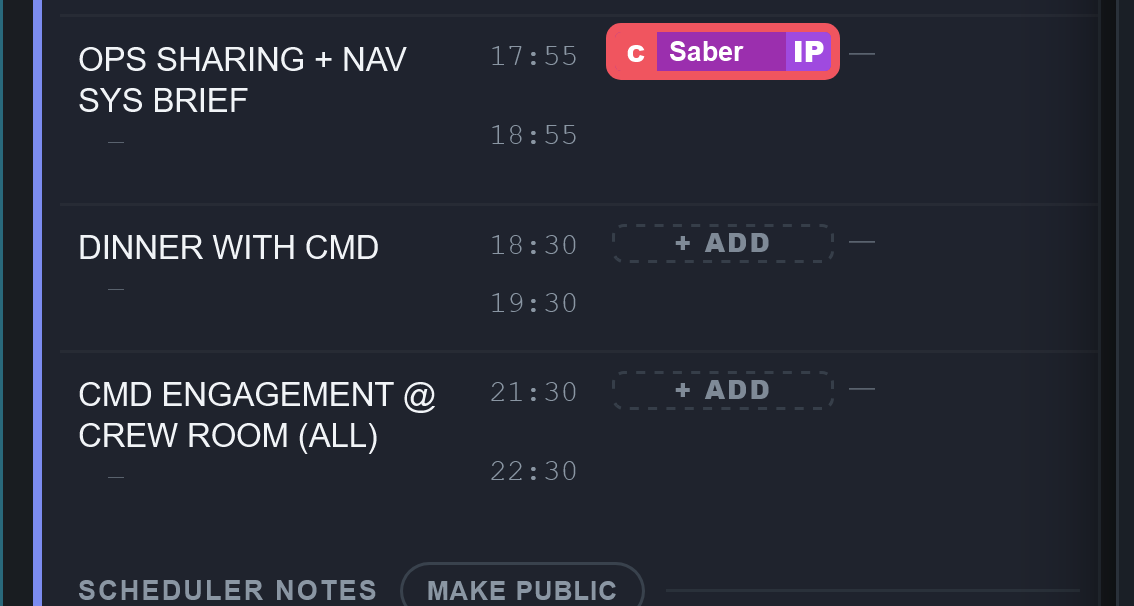 OPS SHARING + NAV 17:55 c Saber IP —
SYS BRIEF
— 18:55
DINNER WITH CMD 18:30 + ADD —
— 19:30
CMD ENGAGEMENT @ 21:30 + ADD —
CREW ROOM (ALL)
— 22:30
SCHEDULER NOTES MAKE PUBLIC